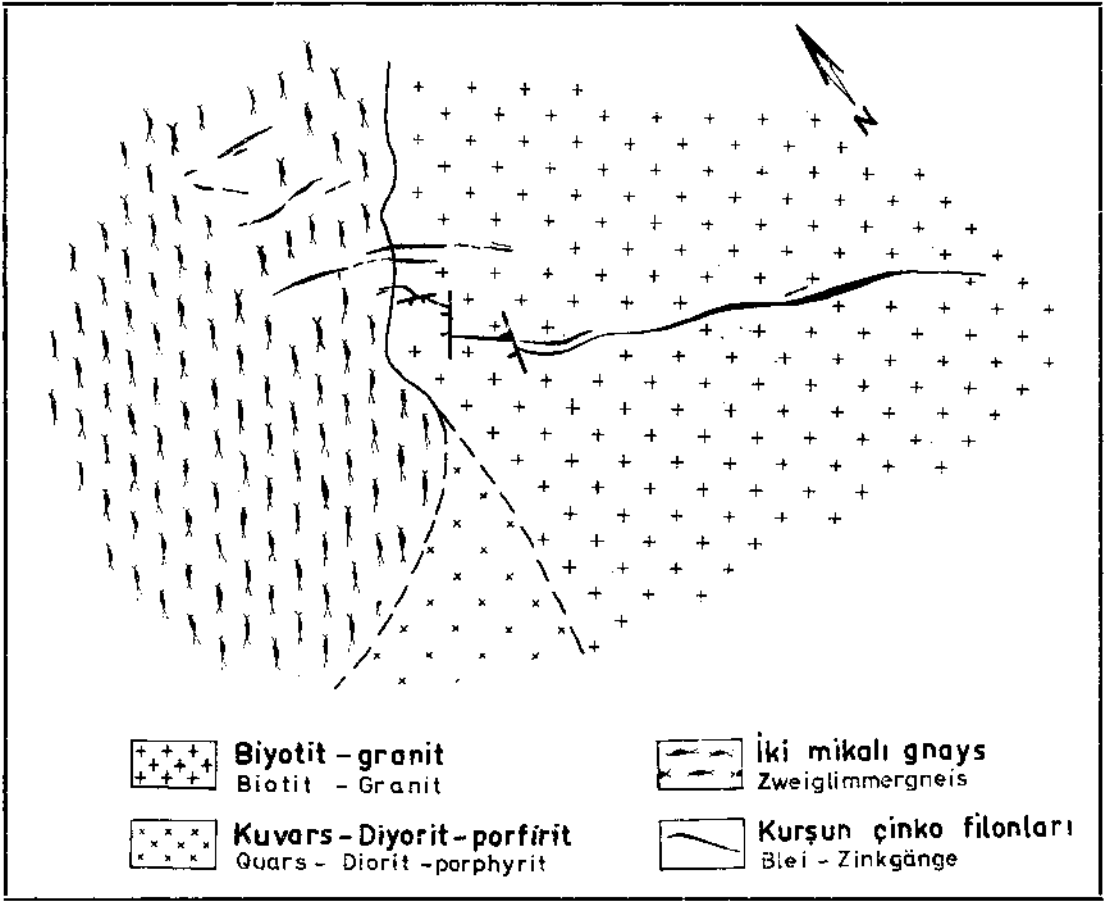 N
Biyotit - granit
Biotit - Granit
Kuvars - Diyorit - porfirit
Quars - Diorit - porphyrit
İki mikalı gnays
Zweiglimmergneis
Kurşun çinko filonları
Blei - Zinkgänge